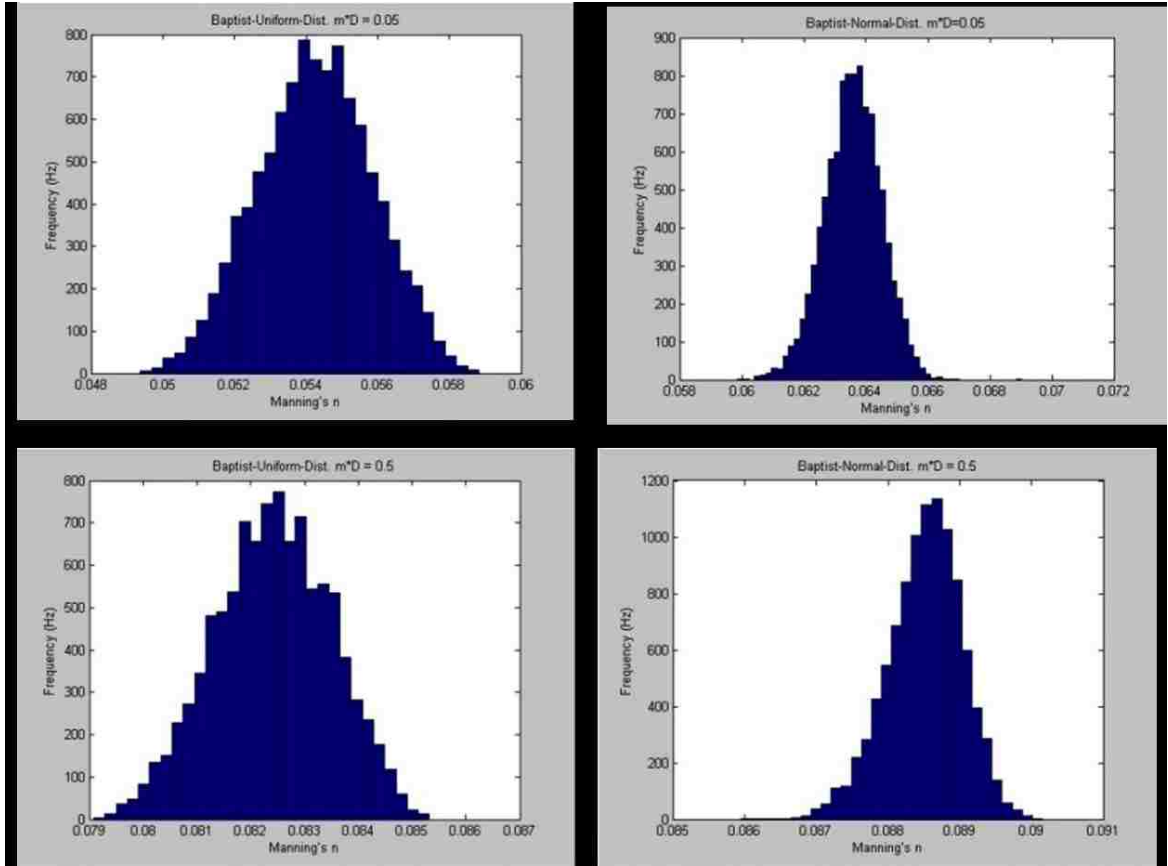 Baptist-Uniform-Dist. m*D = 0.05
800
700
600
500
400
300
200
100
0
Frequency (Hz)
0.048 0.05 0.052 0.054 0.056 0.058 0.06
Manning's n
Baptist-Normal-Dist. m*D=0.05
900
800
700
600
500
400
300
200
100
0
Frequency (Hz)
0.058 0.06 0.062 0.064 0.066 0.068 0.07 0.072
Manning's n
Baptist-Uniform-Dist. m*D = 0.5
800
700
600
500
400
300
200
100
0
Frequency (Hz)
0.079 0.08 0.081 0.082 0.083 0.084 0.085 0.086 0.087
Manning's n
Baptist-Normal-Dist. m*D = 0.5
1200
1000
800
600
400
200
0
Frequency (Hz)
0.085 0.086 0.087 0.088 0.089 0.09 0.091
Manning's n